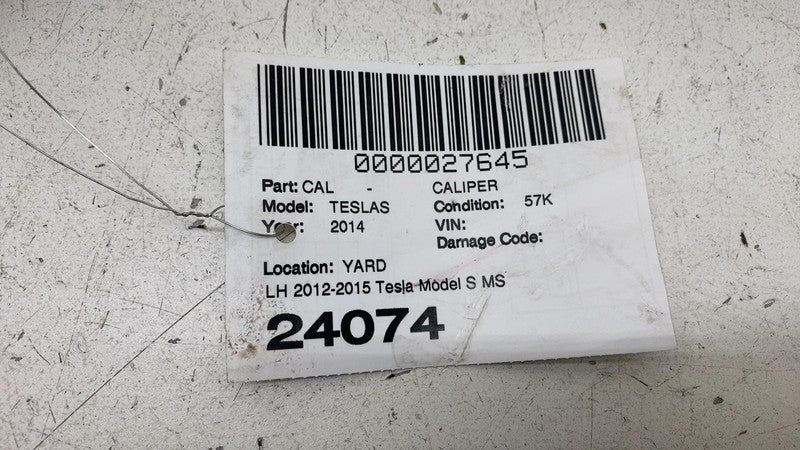 0000027645
Part: CAL - CALIPER
Model: TESLAS Condition: 57K
Year: 2014 VIN:
Damage Code:
Location: YARD
LH 2012-2015 Tesla Model S MS
24074